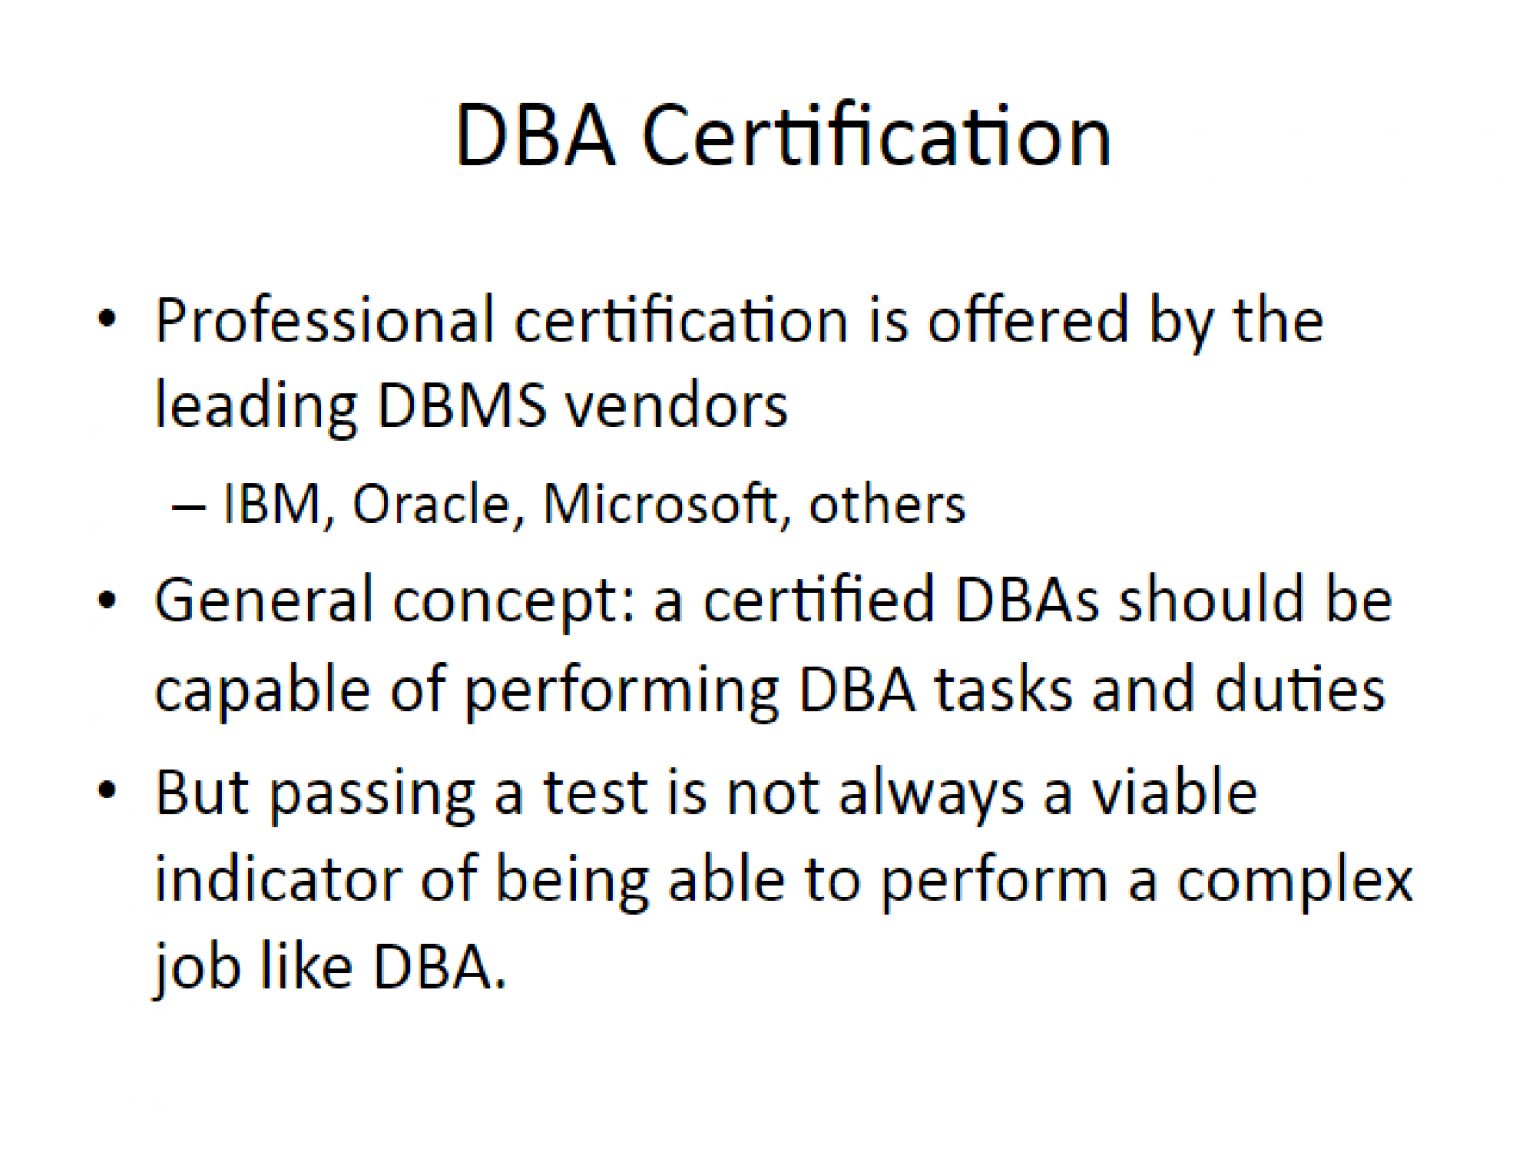 DBA Certification
• Professional certification is offered by the
leading DBMS vendors
– IBM, Oracle, Microsoft, others
• General concept: a certified DBAs should be
capable of performing DBA tasks and duties
• But passing a test is not always a viable
indicator of being able to perform a complex
job like DBA.